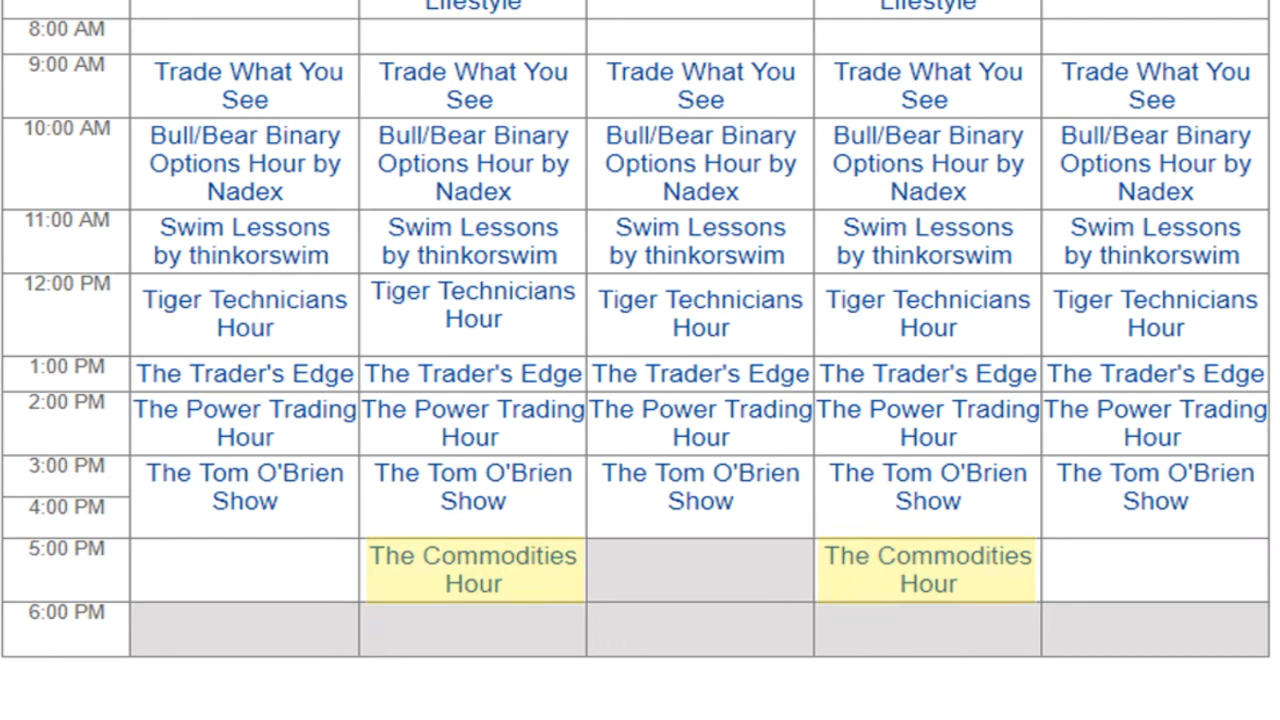 Lifestyle Lifestyle
8:00 AM
9:00 AM Trade What You Trade What You Trade What You Trade What You Trade What You
See See See See See
10:00 AM Bull/Bear Binary Bull/Bear Binary Bull/Bear Binary Bull/Bear Binary Bull/Bear Binary
Options Hour by Options Hour by Options Hour by Options Hour by Options Hour by
Nadex Nadex Nadex Nadex Nadex
11:00 AM Swim Lessons Swim Lessons Swim Lessons Swim Lessons Swim Lessons
by thinkorswim by thinkorswim by thinkorswim by thinkorswim by thinkorswim
12:00 PM Tiger Technicians Tiger Technicians Tiger Technicians Tiger Technicians Tiger Technicians
Hour Hour Hour Hour Hour
1:00 PM The Trader's Edge The Trader's Edge The Trader's Edge The Trader's Edge The Trader's Edge
2:00 PM The Power Trading The Power Trading The Power Trading The Power Trading The Power Trading
Hour Hour Hour Hour Hour
3:00 PM The Tom O'Brien The Tom O'Brien The Tom O'Brien The Tom O'Brien The Tom O'Brien
4:00 PM Show Show Show Show Show
5:00 PM The Commodities The Commodities
Hour Hour
6:00 PM